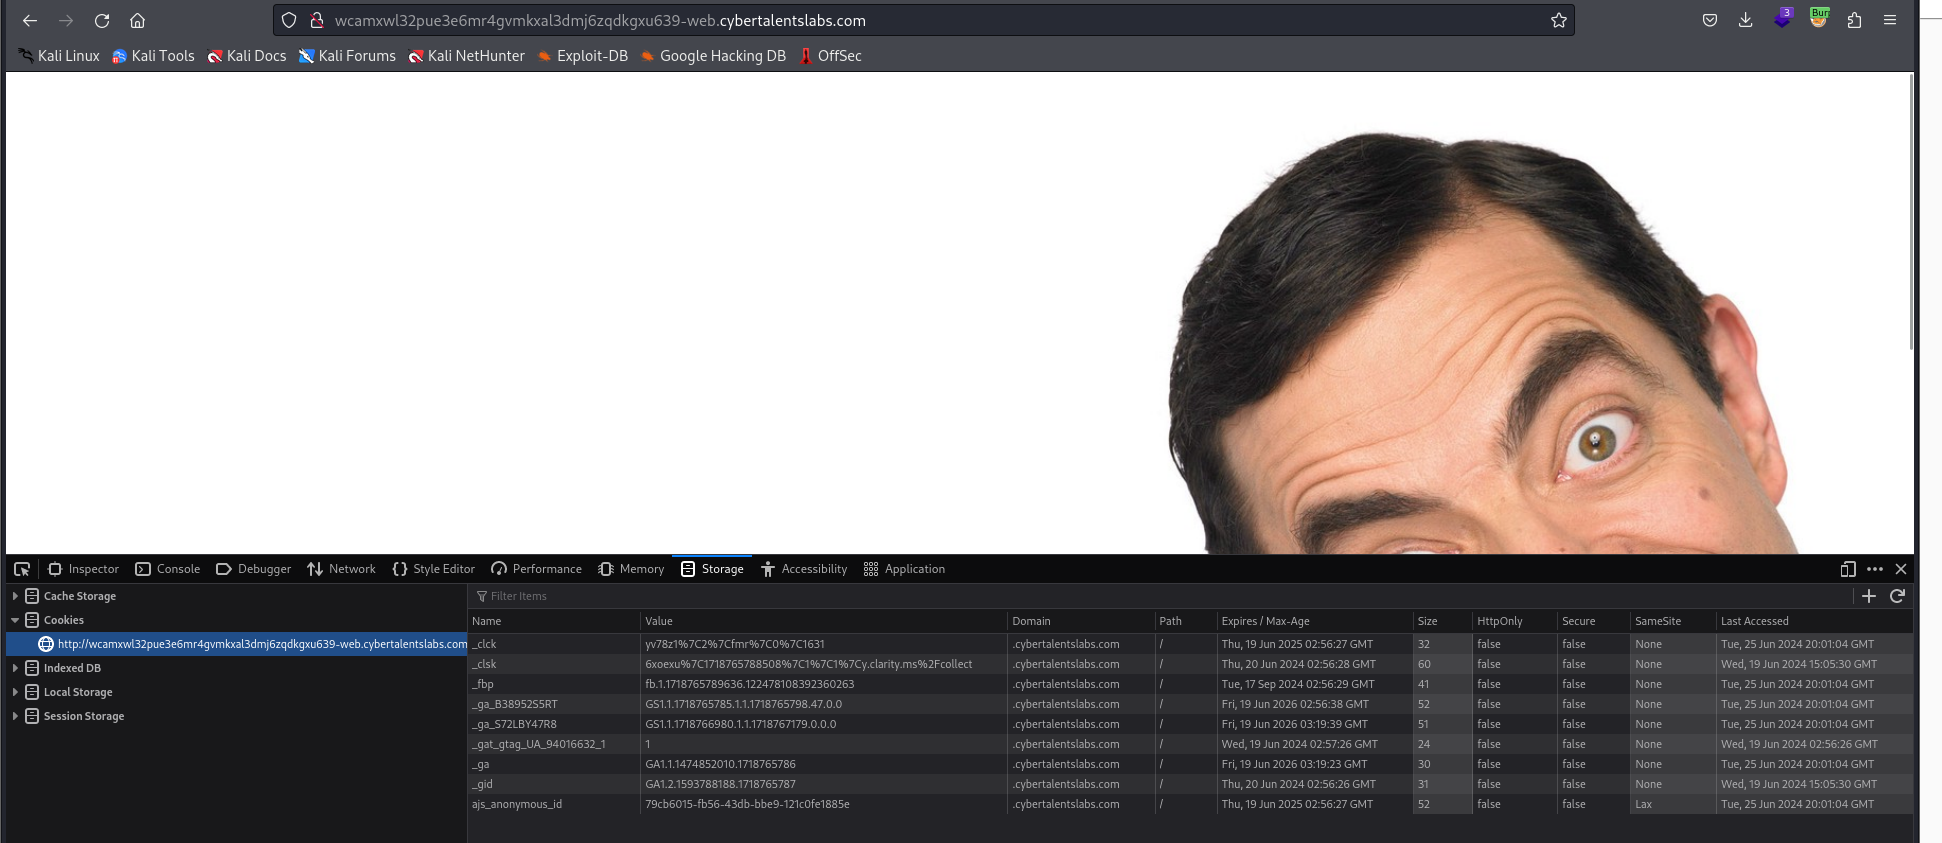 wcamxwl32pue3e6mr4gvmkxal3dmj6zqdkgxu639-web.cybertalentslabs.com
3
Burp
Kali Linux Kali Tools Kali Docs Kali Forums Kali NetHunter Exploit-DB Google Hacking DB OffSec
Inspector Console Debugger Network Style Editor Performance Memory Storage Accessibility Application
Cache Storage
Cookies
http://wcamxwl32pue3e6mr4gvmkxal3dmj6zqdkgxu639-web.cybertalentslabs.com
Indexed DB
Local Storage
Session Storage
Filter Items
Name Value Domain Path Expires / Max-Age Size HttpOnly Secure SameSite Last Accessed
_clck yv78z1%7C2%7Cfmr%7C0%7C1631 .cybertalentslabs.com / Thu, 19 Jun 2025 02:56:27 GMT 32 false false None Tue, 25 Jun 2024 20:01:04 GMT
_clsk 6xoexu%7C1718765788508%7C1%7C1%7Cy.clarity.ms%2Fcollect .cybertalentslabs.com / Thu, 20 Jun 2024 02:56:28 GMT 60 false false None Wed, 19 Jun 2024 15:05:30 GMT
_fbp fb.1.1718765789636.122478108392360263 .cybertalentslabs.com / Tue, 17 Sep 2024 02:56:29 GMT 41 false false None Tue, 25 Jun 2024 20:01:04 GMT
_ga_B38952S5RT GS1.1.1718765785.1.1.1718765798.47.0.0 .cybertalentslabs.com / Fri, 19 Jun 2026 02:56:38 GMT 52 false false None Tue, 25 Jun 2024 20:01:04 GMT
_ga_S72LBY47R8 GS1.1.1718766980.1.1.1718767179.0.0.0 .cybertalentslabs.com / Fri, 19 Jun 2026 03:19:39 GMT 51 false false None Tue, 25 Jun 2024 20:01:04 GMT
_gat_gtag_UA_94016632_1 1 .cybertalentslabs.com / Wed, 19 Jun 2024 02:57:26 GMT 24 false false None Wed, 19 Jun 2024 02:56:26 GMT
_ga GA1.1.1474852010.1718765786 .cybertalentslabs.com / Fri, 19 Jun 2026 03:19:23 GMT 30 false false None Tue, 25 Jun 2024 20:01:04 GMT
_gid GA1.2.1593788188.1718765787 .cybertalentslabs.com / Thu, 20 Jun 2024 02:56:26 GMT 31 false false None Wed, 19 Jun 2024 15:05:30 GMT
ajs_anonymous_id 79cb6015-fb56-43db-bbe9-121c0fe1885e .cybertalentslabs.com / Thu, 19 Jun 2025 02:56:27 GMT 52 false false Lax Tue, 25 Jun 2024 20:01:04 GMT